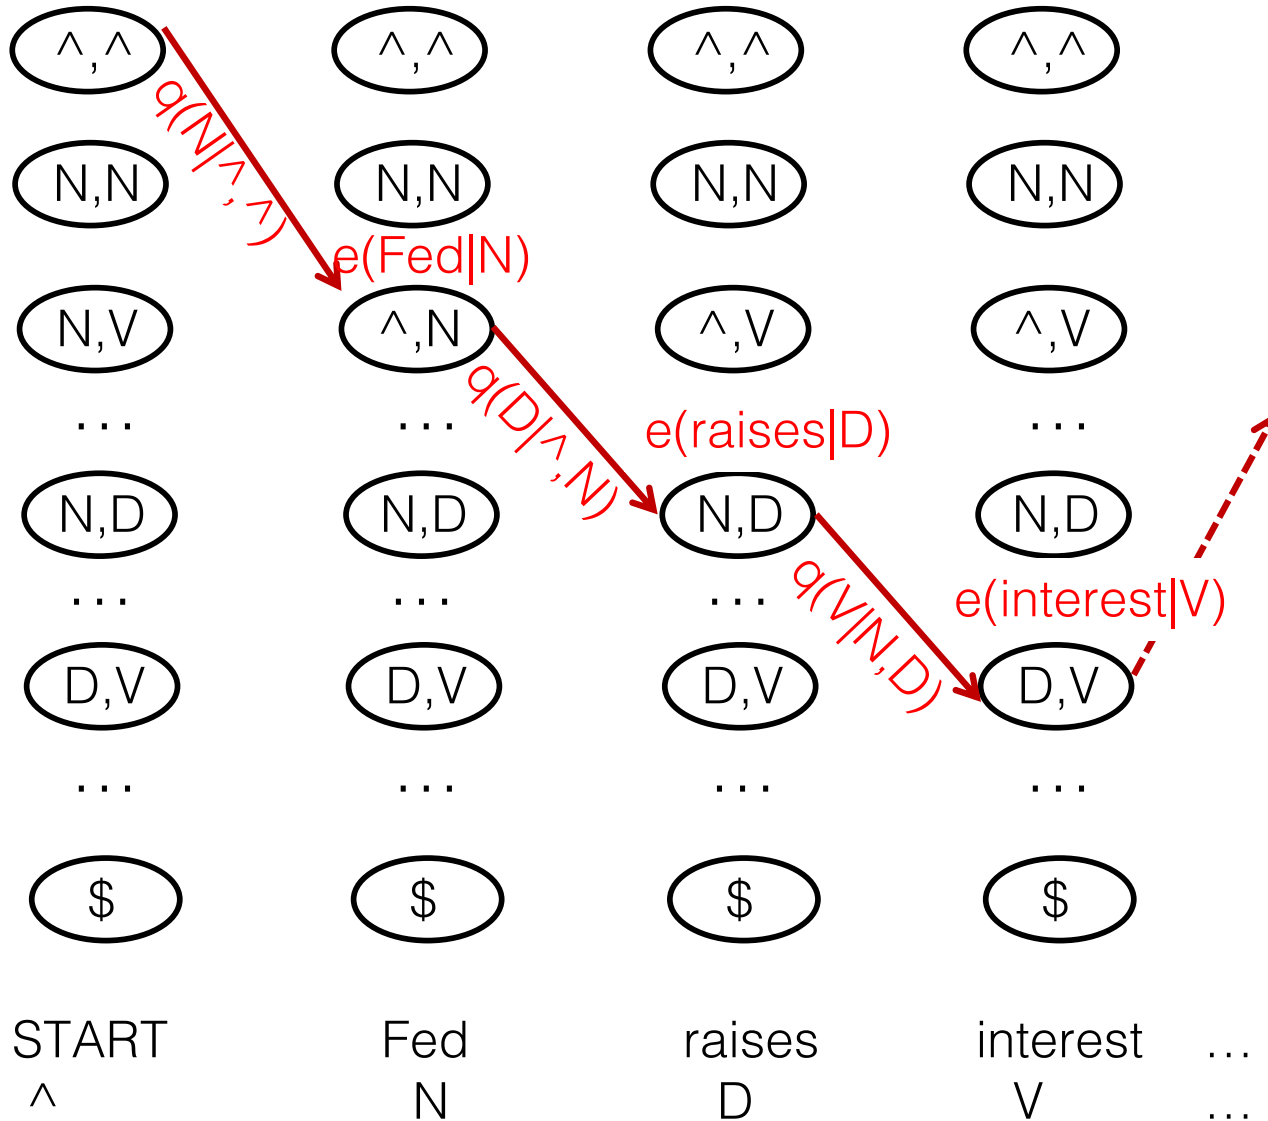 ^,^ ^,^ ^,^ ^,^
q(N|^,^)
N,N N,N N,N N,N
e(Fed|N)
N,V ^,N ^,V ^,V
q(D|^,N)
... ... ...
e(raises|D)
N,D N,D N,D N,D
q(V|N,D)
... ... ...
e(interest|V)
D,V D,V D,V D,V
... ... ... ...
$ $ $ $
START Fed raises interest ...
^ N D V ...